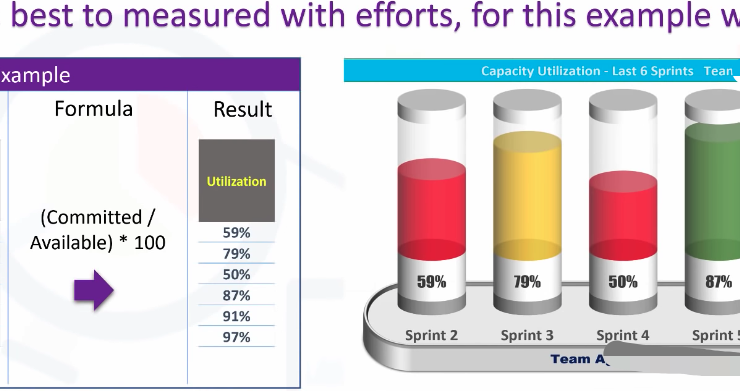 best to measured with efforts, for this example w
xample
Formula
Result
Utilization
(Committed /
Available) * 100
59%
79%
50%
87%
91%
97%
Capacity Utilization - Last 6 Sprints Team
59%
79%
50%
87%
Sprint 2
Sprint 3
Sprint 4
Sprint 5
Team A